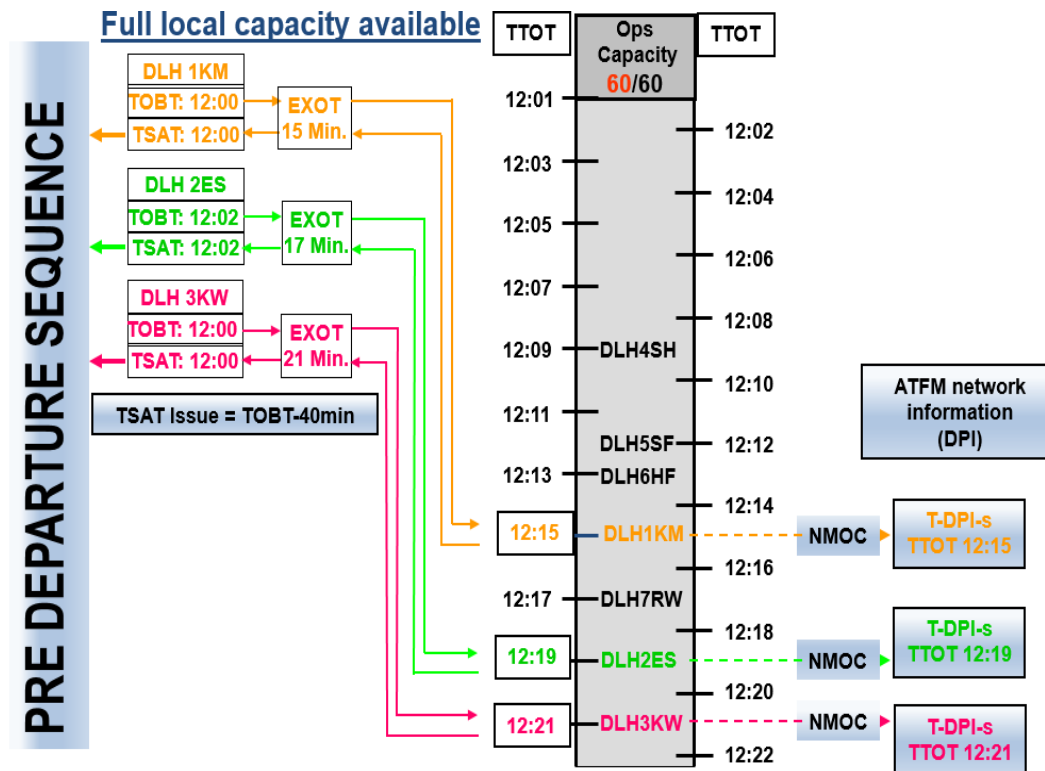 Full local capacity available
PRE DEPARTURE SEQUENCE
DLH 1KM
TOBT: 12:00
TSAT: 12:00
EXOT
15 Min.
DLH 2ES
TOBT: 12:02
TSAT: 12:02
EXOT
17 Min.
DLH 3KW
TOBT: 12:00
TSAT: 12:00
EXOT
21 Min.
TSAT Issue = TOBT-40min
TTOT
Ops
Capacity
60/60
TTOT
12:01
12:02
12:03
12:04
12:05
12:06
12:07
12:08
12:09
DLH4SH
12:10
12:11
DLH5SF
12:12
12:13
DLH6HF
12:14
12:15
DLH1KM
12:16
12:17
DLH7RW
12:18
12:19
DLH2ES
12:20
12:21
DLH3KW
12:22
ATFM network
information
(DPI)
NMOC
T-DPI-s
TTOT 12:15
NMOC
T-DPI-s
TTOT 12:19
NMOC
T-DPI-s
TTOT 12:21